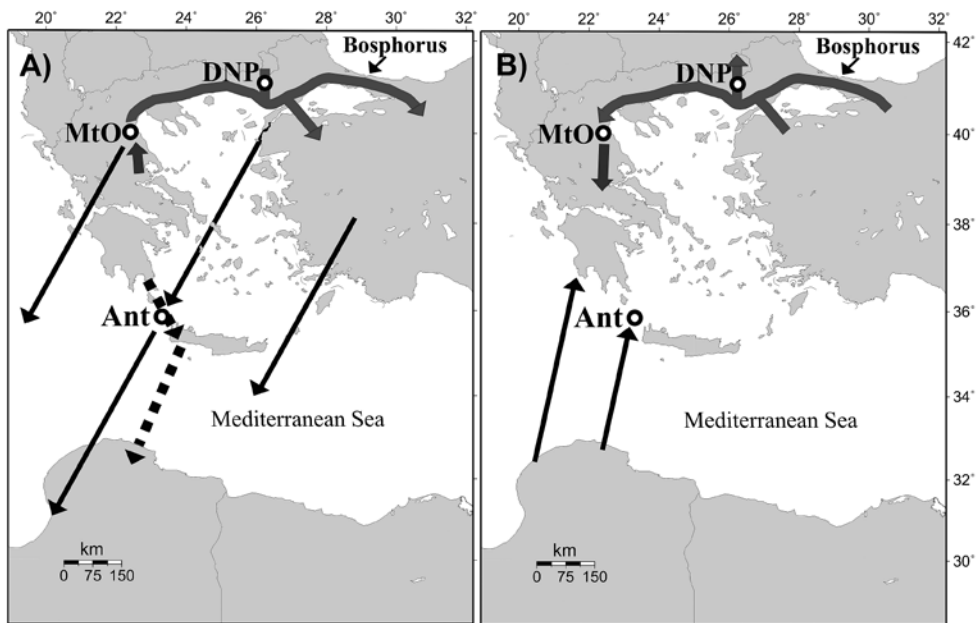 20° 22° 24° 26° 28° 30° 32°
A)
Bosphorus
DNP
MtO
Ant
Mediterranean Sea
km
0 75 150
20° 22° 24° 26° 28° 30° 32°
B)
Bosphorus
DNP
MtO
Ant
Mediterranean Sea
km
0 75 150
42°
40°
38°
36°
34°
32°
40°